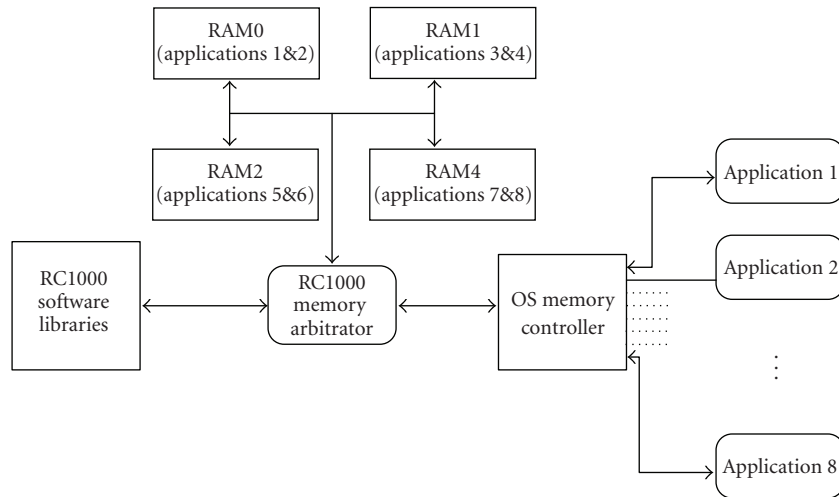 RAM0
(applications 1&2)
RAM1
(applications 3&4)
RAM2
(applications 5&6)
RAM4
(applications 7&8)
Application 1
Application 2
RC1000
software
libraries
RC1000
memory
arbitrator
OS memory
controller
Application 8